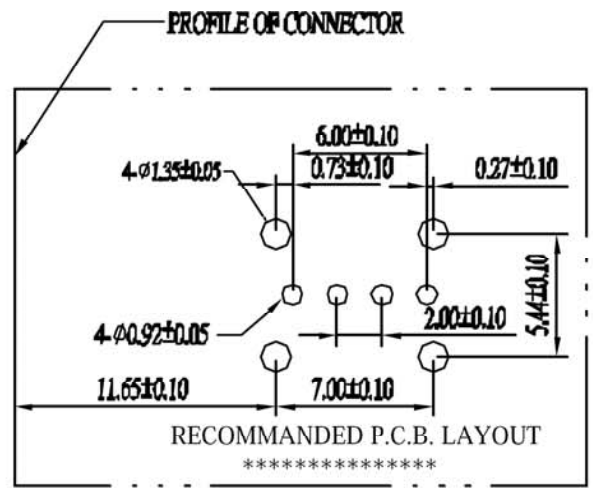 PROFILE OF CONNECTOR
6.00±0.10
4-Ø1.35±0.05
0.73±0.10
0.27±0.10
5.44±0.10
4-Ø0.92±0.05
2.00±0.10
11.65±0.10
7.00±0.10
RECOMMANDED P.C.B. LAYOUT
***************